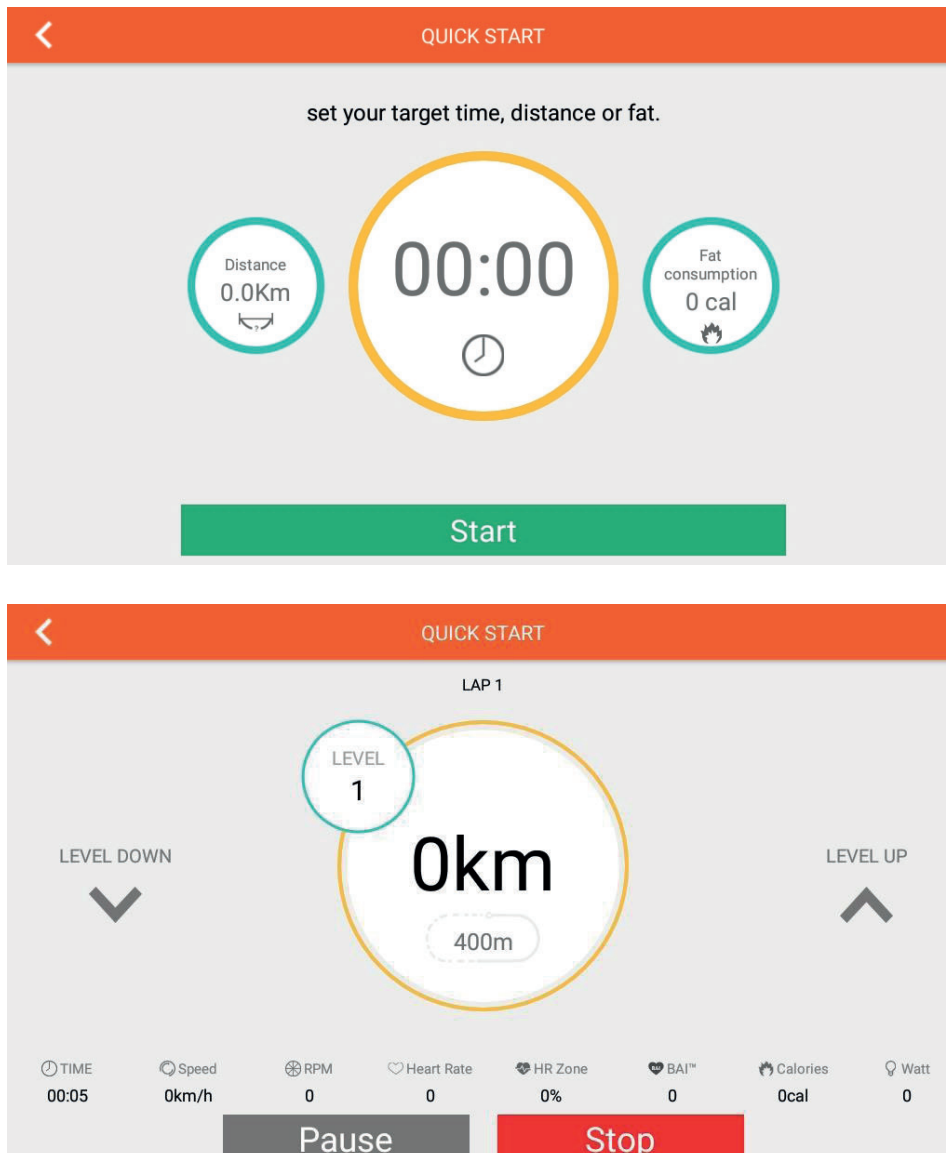 QUICK START
set your target time, distance or fat.
Distance
0.0Km
?
00:00
Fat
consumption
0 cal
Start
QUICK START
LAP 1
LEVEL
1
LEVEL DOWN
0km
LEVEL UP
400m
TIME Speed RPM Heart Rate HR Zone BAI™ Calories Watt
00:05 0km/h 0 0 0% 0 0cal 0
Pause Stop